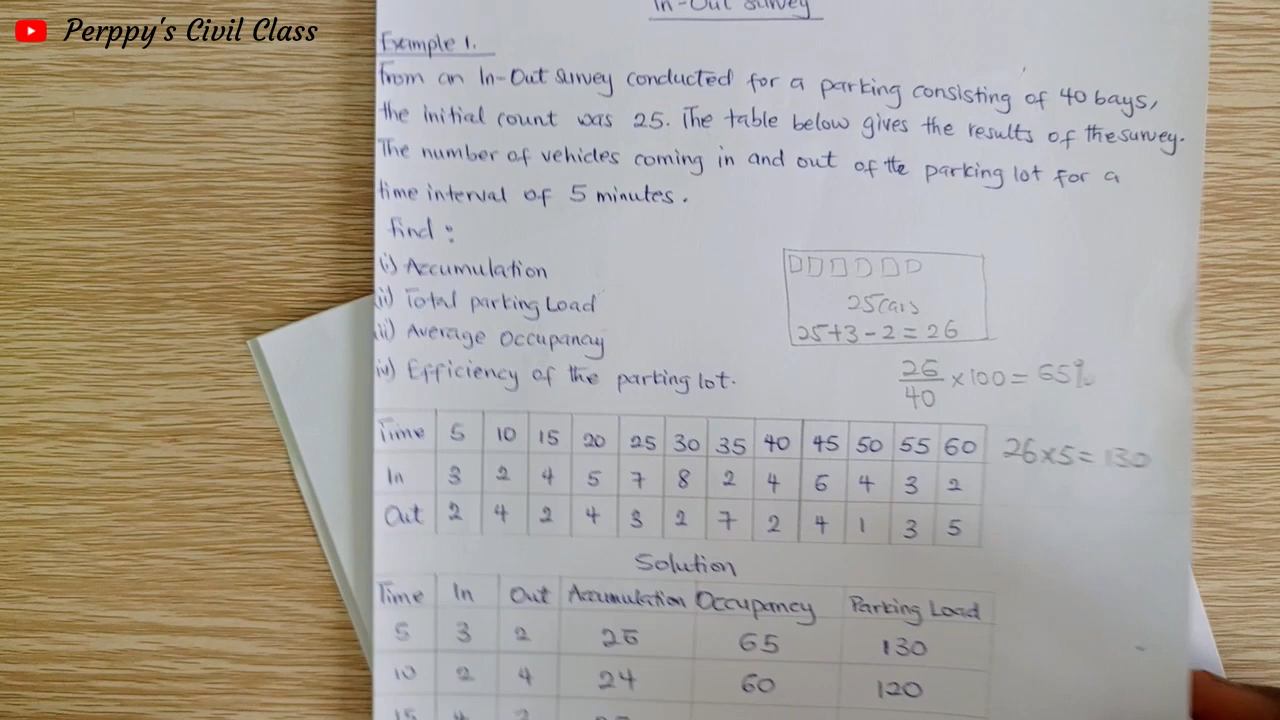 Perppy's Civil Class
In-Out Survey
Example 1.
From an In-Out survey conducted for a parking consisting of 40 bays,
the initial count was 25. The table below gives the results of the survey.
The number of vehicles coming in and out of the parking lot for a
time interval of 5 minutes.
find :
(i) Accumulation
ii) Total parking Load
iii) Average occupancy
iv) Efficiency of the parking lot.
25 Cars
25+3-2=26
26/40 ×100=65%
Time 5 10 15 20 25 30 35 40 45 50 55 60
In 3 2 4 5 7 8 2 4 6 4 3 2
Out 2 4 2 4 3 2 7 2 4 1 3 5
26×5=130
Solution
Time In Out Accumulation Occupancy Parking Load
5 3 2 26 65 130
10 2 4 24 60 120
15